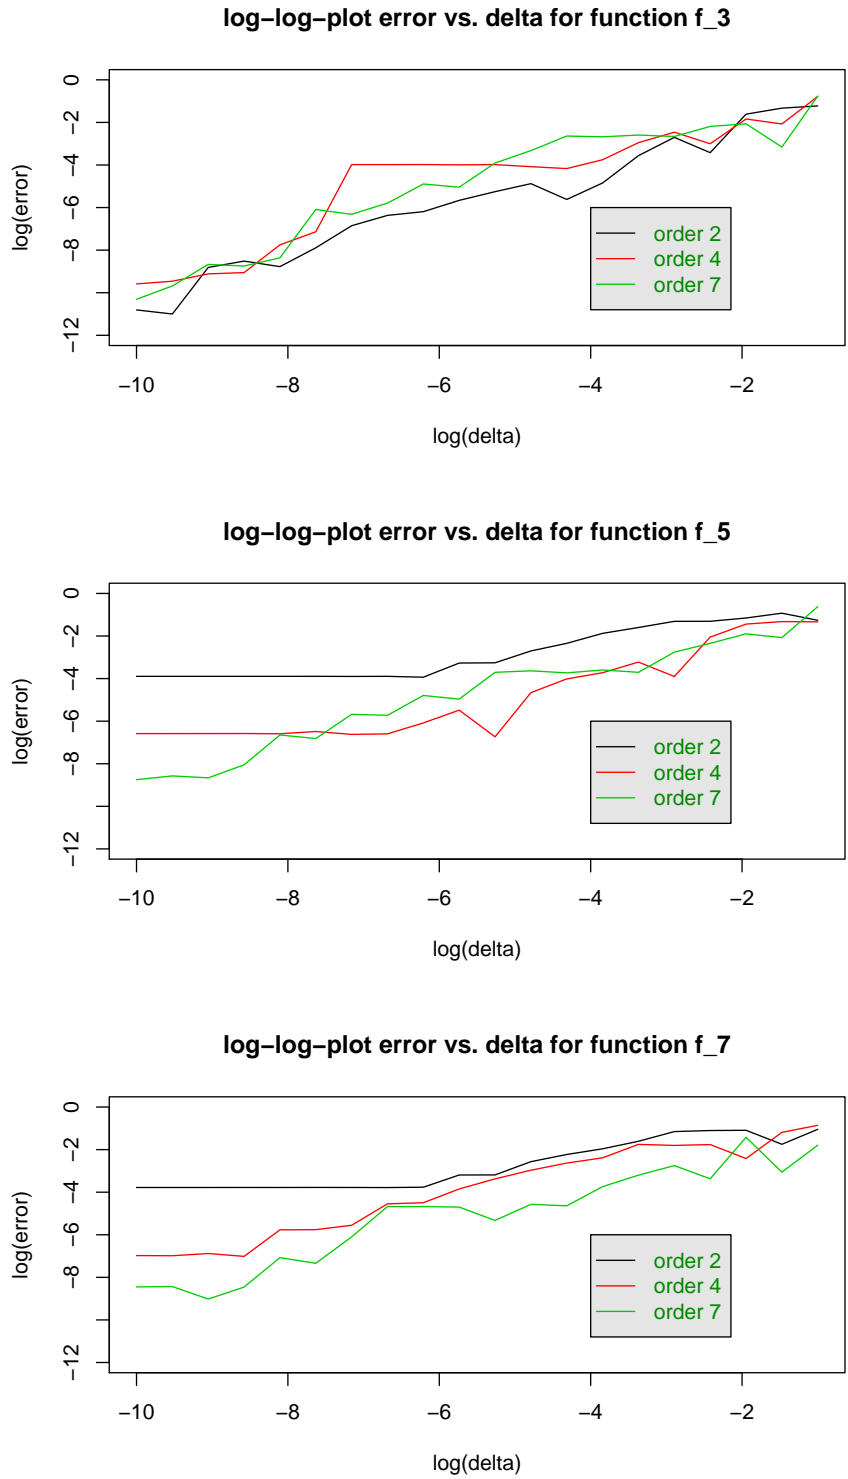 log−log−plot error vs. delta for function f_3
log(error)
0
−2
−4
−6
−8
−12
order 2
order 4
order 7
−10 −8 −6 −4 −2
log(delta)
log−log−plot error vs. delta for function f_5
log(error)
0
−2
−4
−6
−8
−12
order 2
order 4
order 7
−10 −8 −6 −4 −2
log(delta)
log−log−plot error vs. delta for function f_7
log(error)
0
−2
−4
−6
−8
−12
order 2
order 4
order 7
−10 −8 −6 −4 −2
log(delta)